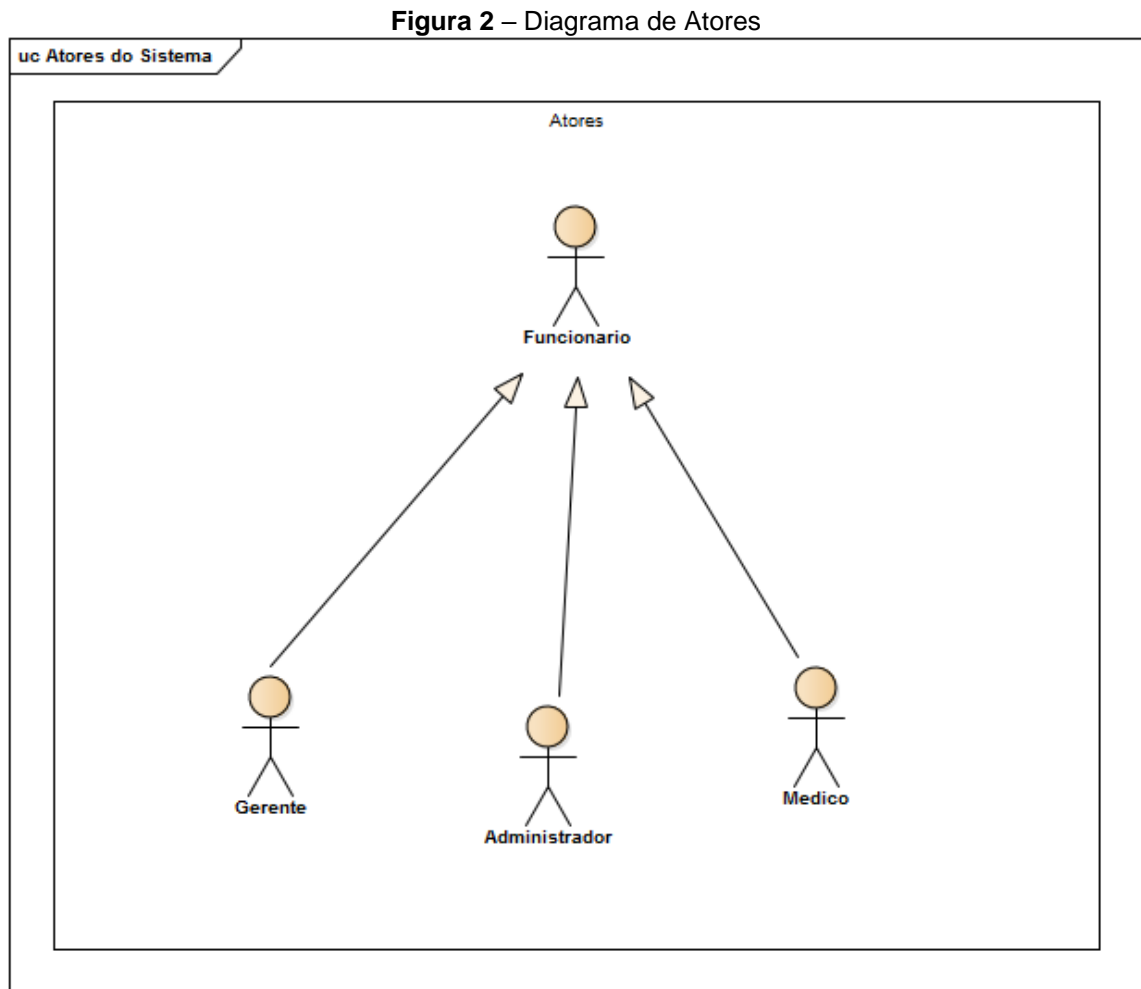 Figura 2 – Diagrama de Atores
uc Atores do Sistema
Atores
Funcionario
Gerente
Administrador
Medico